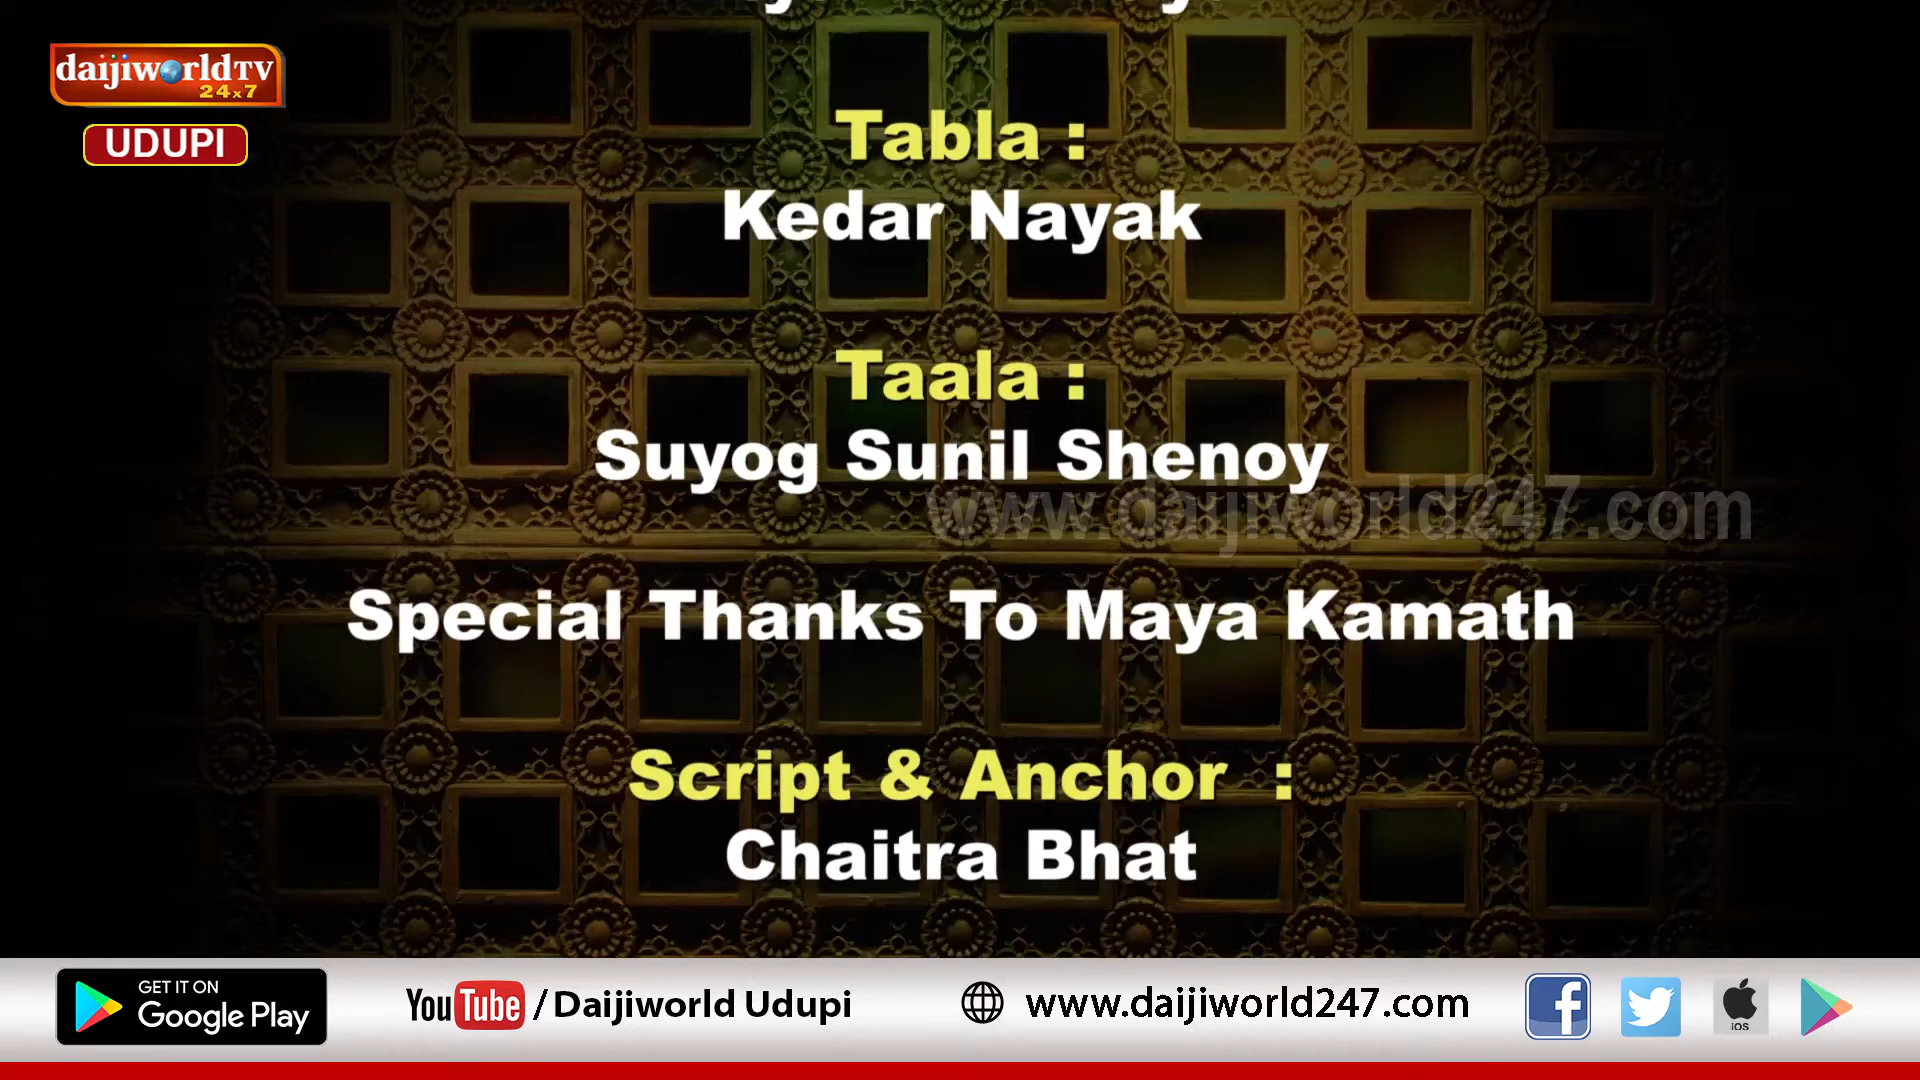 daijiworldTV
24x7
UDUPI
Tabla :
Kedar Nayak
Taala :
Suyog Sunil Shenoy
www.daijiworld247.com
Special Thanks To Maya Kamath
Script & Anchor :
Chaitra Bhat
GET IT ON
Google Play
YouTube / Daijiworld Udupi
www.daijiworld247.com
iOS